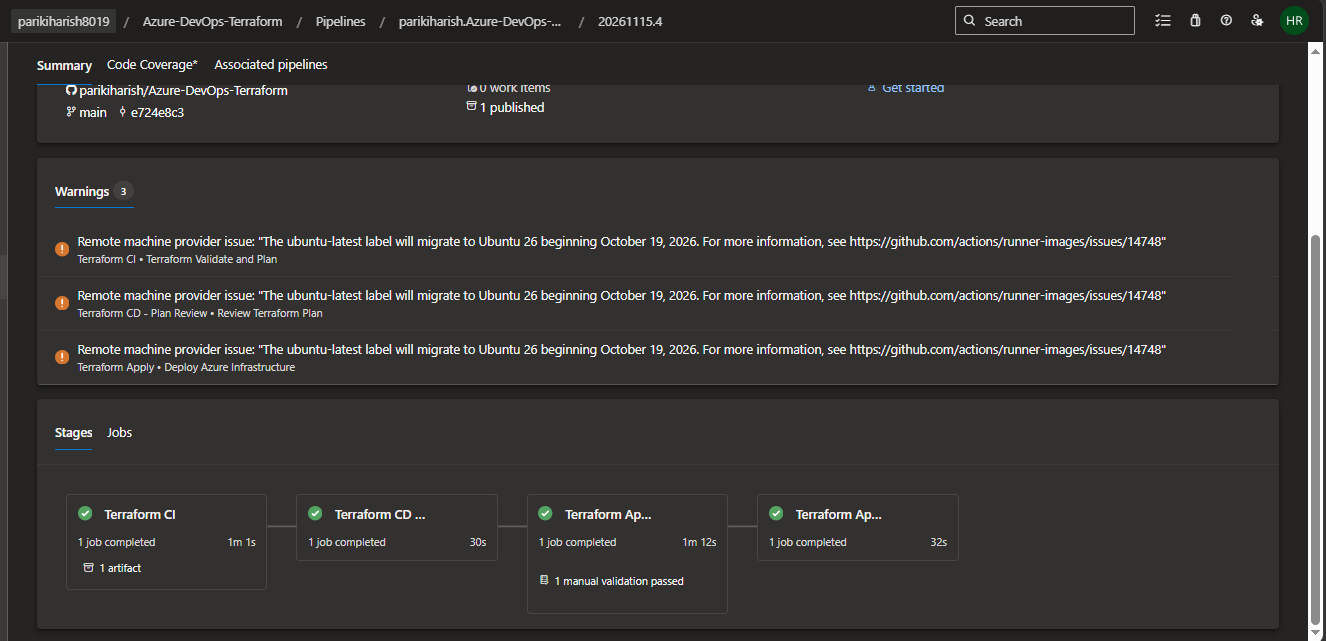 parikiharish8019 / Azure-DevOps-Terraform / Pipelines / parikiharish.Azure-DevOps-... / 20261115.4
Search
HR
Summary Code Coverage* Associated pipelines
parikiharish/Azure-DevOps-Terraform
0 work items
Get started
main e724e8c3
1 published
Warnings 3
Remote machine provider issue: "The ubuntu-latest label will migrate to Ubuntu 26 beginning October 19, 2026. For more information, see https://github.com/actions/runner-images/issues/14748"
Terraform CI • Terraform Validate and Plan
Remote machine provider issue: "The ubuntu-latest label will migrate to Ubuntu 26 beginning October 19, 2026. For more information, see https://github.com/actions/runner-images/issues/14748"
Terraform CD - Plan Review • Review Terraform Plan
Remote machine provider issue: "The ubuntu-latest label will migrate to Ubuntu 26 beginning October 19, 2026. For more information, see https://github.com/actions/runner-images/issues/14748"
Terraform Apply • Deploy Azure Infrastructure
Stages Jobs
Terraform CI
1 job completed 1m 1s
1 artifact
Terraform CD ...
1 job completed 30s
Terraform Ap...
1 job completed 1m 12s
1 manual validation passed
Terraform Ap...
1 job completed 32s